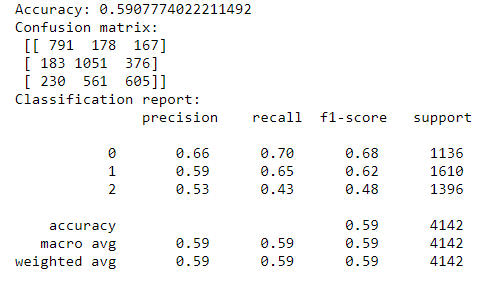 Accuracy: 0.5907774022211492
Confusion matrix:
[[ 791 178 167]
[ 183 1051 376]
[ 230 561 605]]
Classification report:
precision recall f1-score support
0 0.66 0.70 0.68 1136
1 0.59 0.65 0.62 1610
2 0.53 0.43 0.48 1396
accuracy 0.59 4142
macro avg 0.59 0.59 0.59 4142
weighted avg 0.59 0.59 0.59 4142